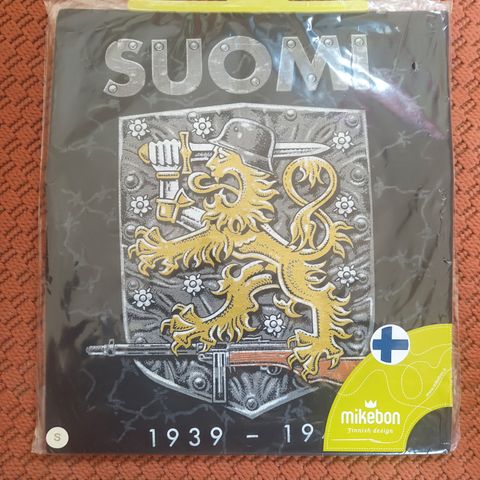 SUOMI
1939 - 19
mikebon
Finnish design
S